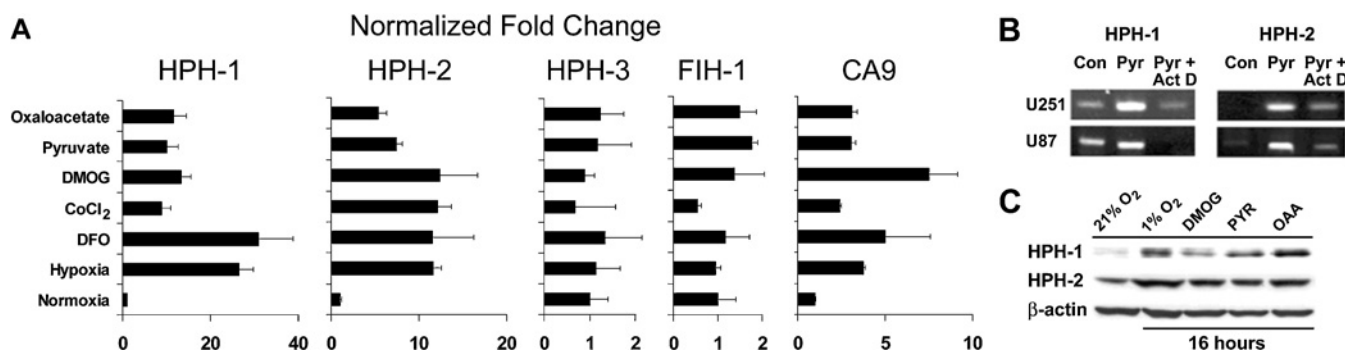 A
Normalized Fold Change
HPH-1 HPH-2 HPH-3 FIH-1 CA9
Oxaloacetate
Pyruvate
DMOG
CoCl₂
DFO
Hypoxia
Normoxia
0 20 40 0 10 20 0 1 2 0 1 2 0 5 10
B
HPH-1 HPH-2
Con Pyr Pyr + Act D Con Pyr Pyr + Act D
U251
U87
C
21% O₂ 1% O₂ DMOG PYR OAA
HPH-1
HPH-2
β-actin
16 hours